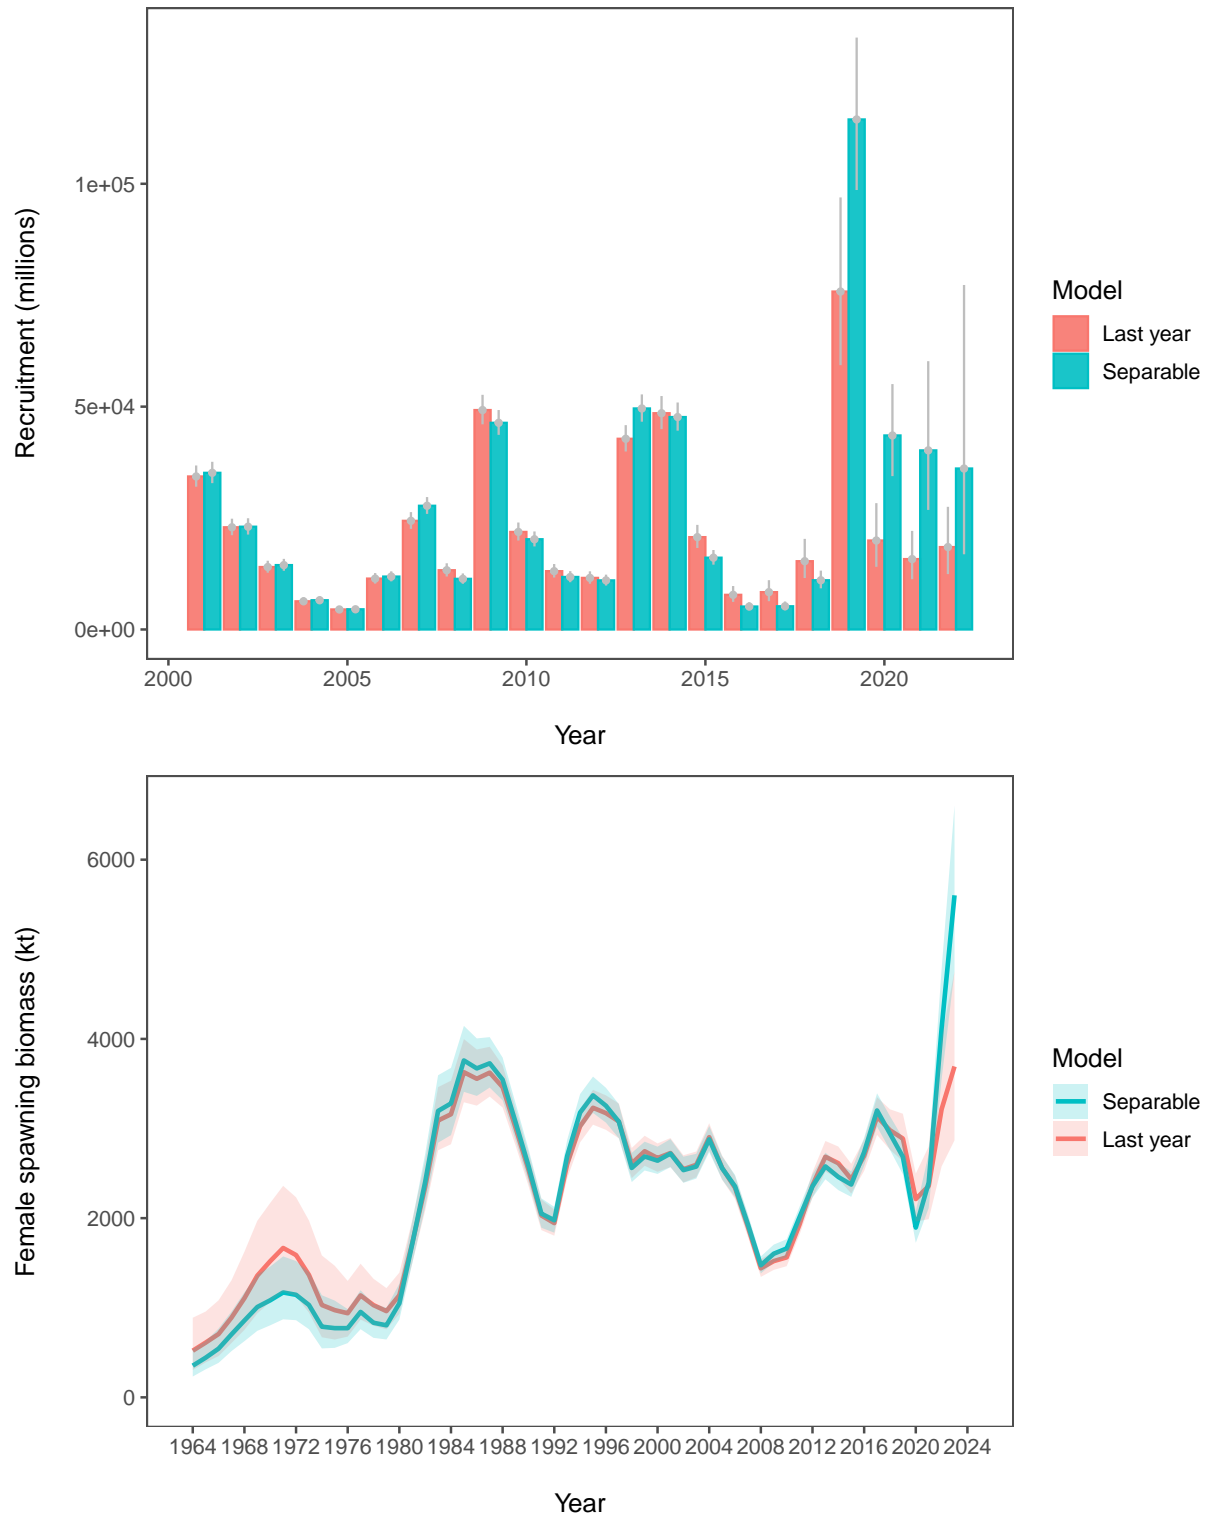 Recruitment (millions)
1e+05
5e+04
0e+00
2000 2005 2010 2015 2020
Year
Model
Last year
Separable
Female spawning biomass (kt)
6000
4000
2000
0
1964 1968 1972 1976 1980 1984 1988 1992 1996 2000 2004 2008 2012 2016 2020 2024
Year
Model
Separable
Last year